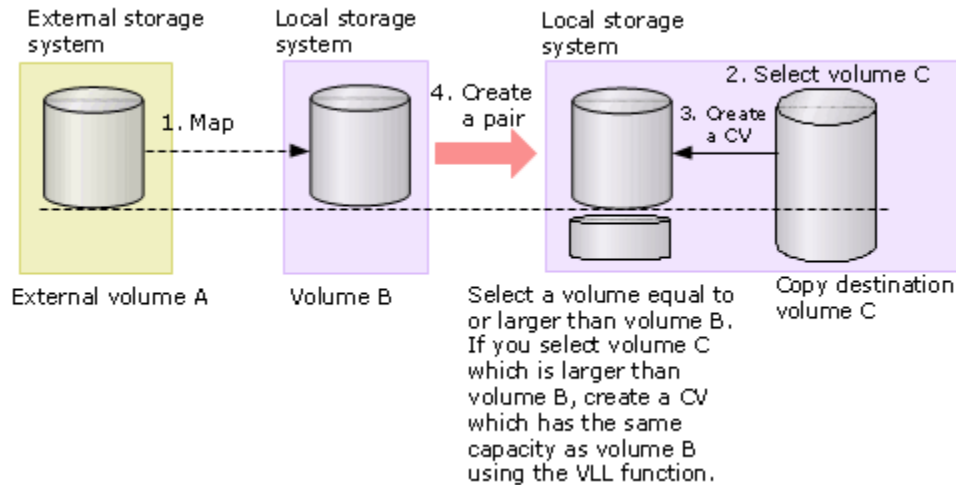 External storage
system
Local storage
system
Local storage
system
1. Map
4. Create
a pair
2. Select volume C
3. Create
a CV
External volume A
Volume B
Select a volume equal to
or larger than volume B.
If you select volume C
which is larger than
volume B, create a CV
which has the same
capacity as volume B
using the VLL function.
Copy destination
volume C